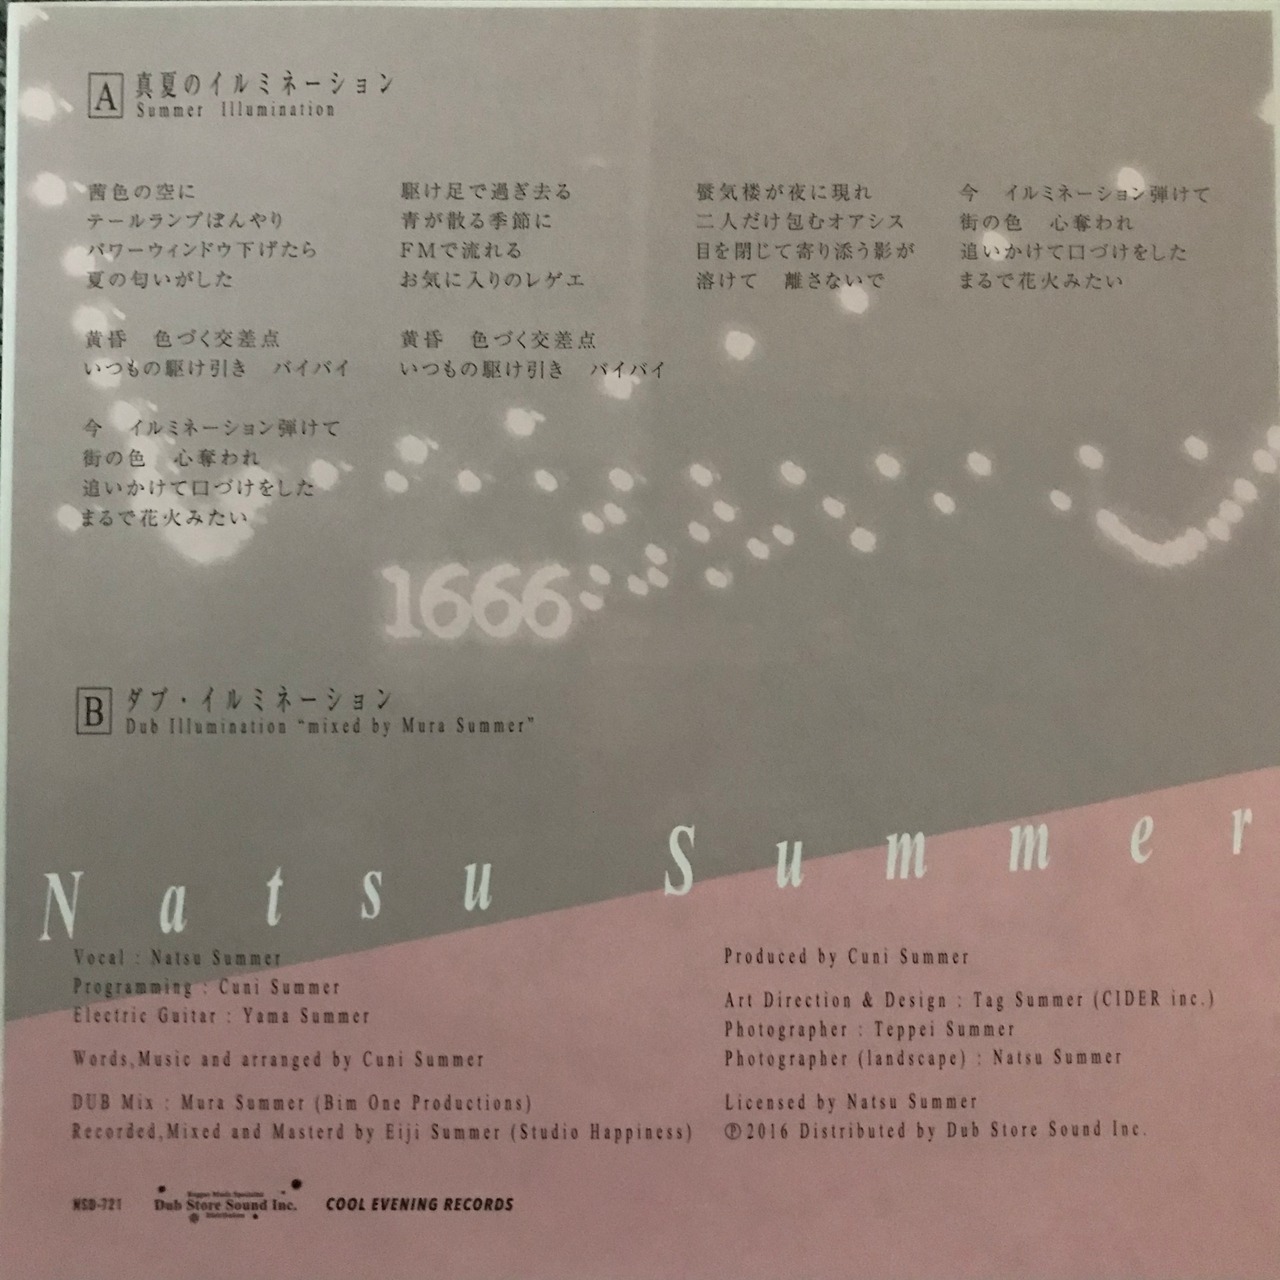 A 真夏のイルミネーション
Summer Illumination
茜色の空に
テールランプぼんやり
パワーウィンドウ下げたら
夏の匂いがした
黄昏　色づく交差点
いつもの駆け引き　バイバイ
今　イルミネーション弾けて
街の色　心奪われ
追いかけて口づけをした
まるで花火みたい
駆け足で過ぎ去る
青が散る季節に
FMで流れる
お気に入りのレゲエ
黄昏　色づく交差点
いつもの駆け引き　バイバイ
蜃気楼が夜に現れ
二人だけ包むオアシス
目を閉じて寄り添う影が
溶けて　離さないで
今　イルミネーション弾けて
街の色　心奪われ
追いかけて口づけをした
まるで花火みたい
1666
B ダブ・イルミネーション
Dub Illumination “mixed by Mura Summer”
Natsu Summer
Vocal : Natsu Summer
Programming : Cuni Summer
Electric Guitar : Yama Summer
Words,Music and arranged by Cuni Summer
DUB Mix : Mura Summer (Bim One Productions)
Recorded,Mixed and Masterd by Eiji Summer (Studio Happiness)
Produced by Cuni Summer
Art Direction & Design : Tag Summer (CIDER inc.)
Photographer : Teppei Summer
Photographer (landscape) : Natsu Summer
Licensed by Natsu Summer
Ⓟ2016 Distributed by Dub Store Sound Inc.
NSD-721
Reggae Music Specialist
Dub Store Sound Inc.
Distribution
COOL EVENING RECORDS